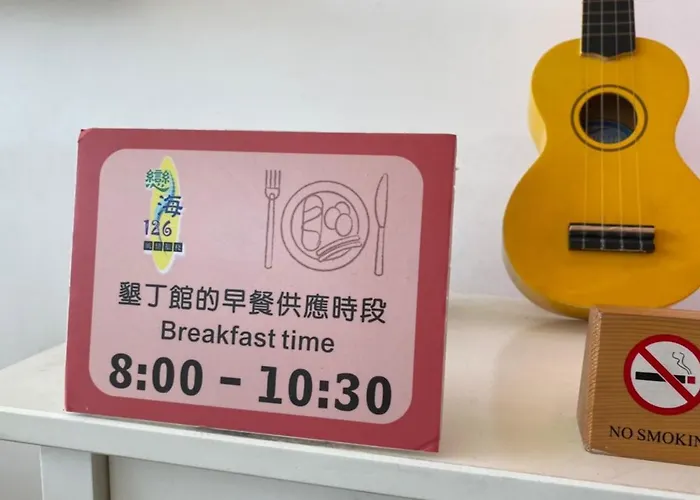 戀
海
126
墾丁館的早餐供應時段
Breakfast time
8:00 - 10:30
NO SMOKIN